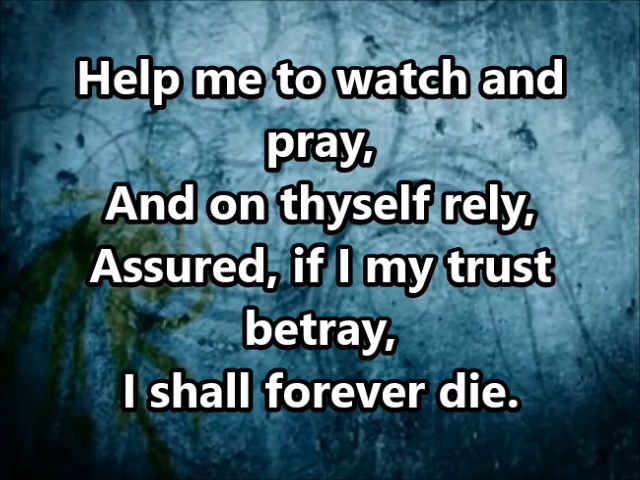 Help me to watch and
pray,
And on thyself rely,
Assured, if I my trust
betray,
I shall forever die.